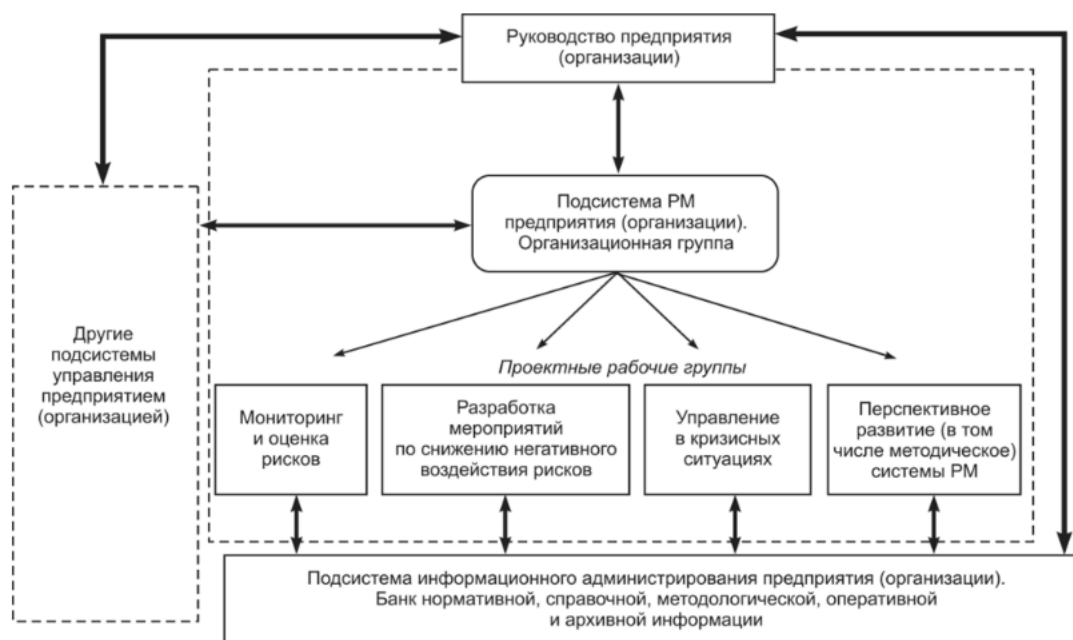 Руководство предприятия
(организации)
Подсистема РМ
предприятия (организации).
Организационная группа
Другие
подсистемы
управления
предприятием
(организацией)
Проектные рабочие группы
Мониторинг
и оценка
рисков
Разработка
мероприятий
по снижению негативного
воздействия рисков
Управление
в кризисных
ситуациях
Перспективное
развитие (в том
числе методическое)
системы РМ
Подсистема информационного администрирования предприятия (организации).
Банк нормативной, справочной, методологической, оперативной
и архивной информации